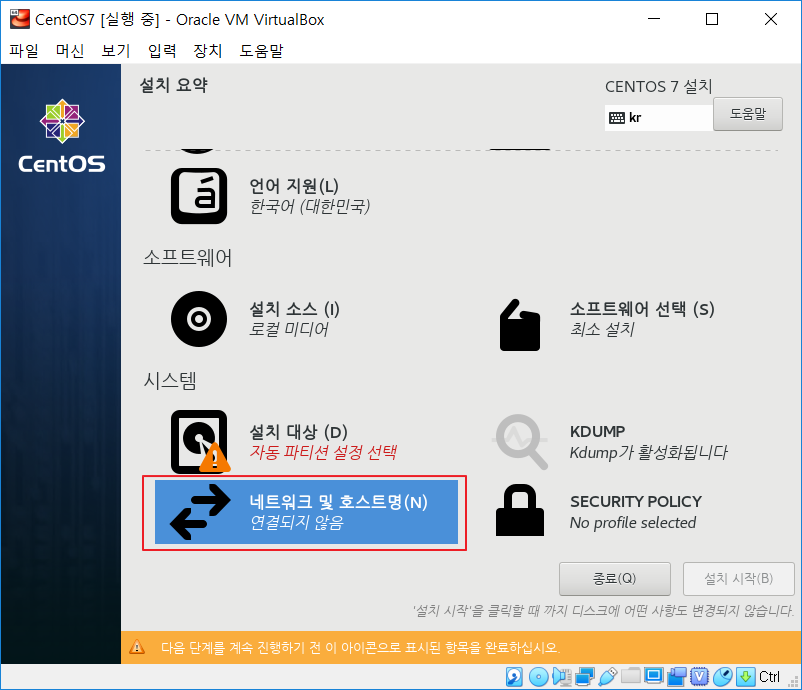 CentOS7 [실행 중] - Oracle VM VirtualBox
파일 머신 보기 입력 장치 도움말
CentOS
설치 요약
CENTOS 7 설치
kr
도움말
á
언어 지원(L)
한국어 (대한민국)
소프트웨어
설치 소스 (I)
로컬 미디어
소프트웨어 선택 (S)
최소 설치
시스템
설치 대상 (D)
자동 파티션 설정 선택
KDUMP
Kdump가 활성화됩니다
네트워크 및 호스트명(N)
연결되지 않음
SECURITY POLICY
No profile selected
종료(Q)
설치 시작(B)
'설치 시작'을 클릭할 때 까지 디스크에 어떤 사항도 변경되지 않습니다.
다음 단계를 계속 진행하기 전 이 아이콘으로 표시된 항목을 완료하십시오.
Ctrl